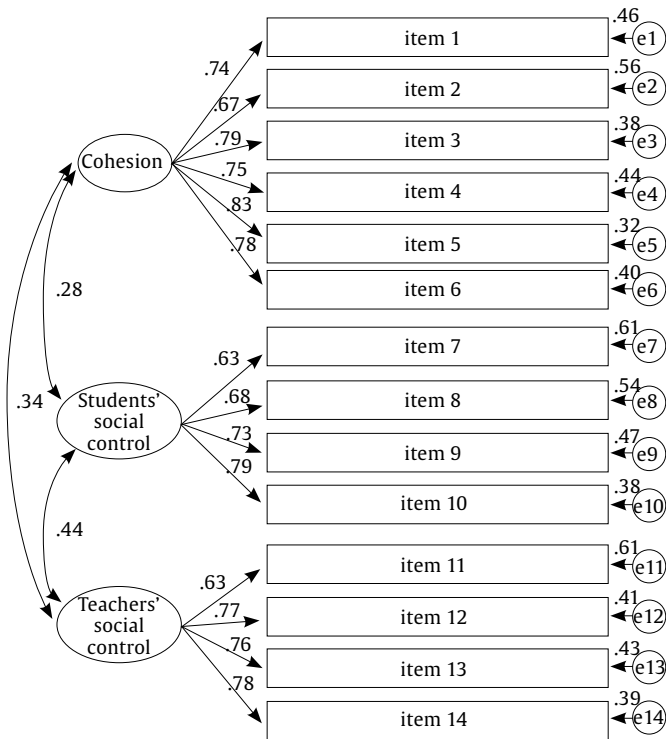 .46
item 1
e1
.74
.56
item 2
e2
.67
.38
item 3
e3
.79
Cohesion
.44
item 4
e4
.75
.32
item 5
e5
.83
.40
item 6
e6
.78
.28
.61
item 7
e7
.63
.34
Students’
social
control
.54
item 8
e8
.68
.47
item 9
e9
.73
.38
item 10
e10
.79
.44
.61
item 11
e11
.63
Teachers’
social
control
.41
item 12
e12
.77
.43
item 13
e13
.76
.39
item 14
e14
.78